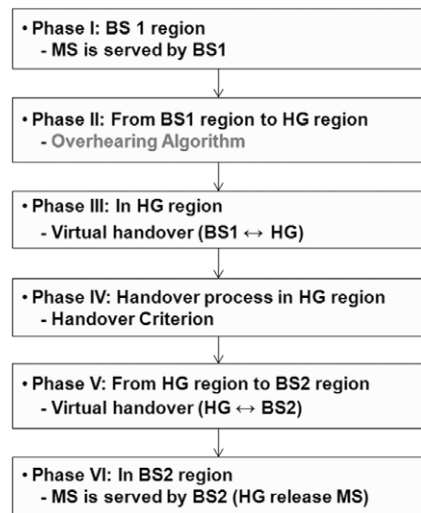 • Phase I: BS 1 region
- MS is served by BS1
• Phase II: From BS1 region to HG region
- Overhearing Algorithm
• Phase III: In HG region
- Virtual handover (BS1 ↔ HG)
• Phase IV: Handover process in HG region
- Handover Criterion
• Phase V: From HG region to BS2 region
- Virtual handover (HG ↔ BS2)
• Phase VI: In BS2 region
- MS is served by BS2 (HG release MS)